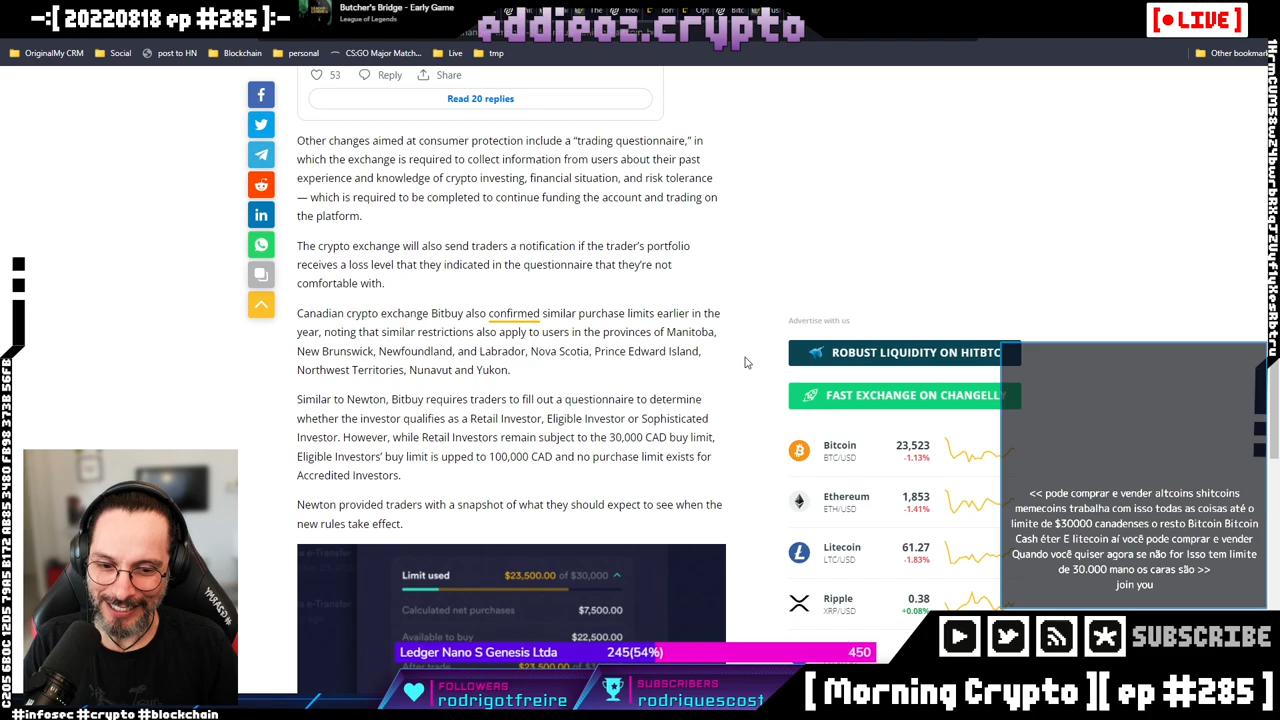 -:[ 20220818 ep #285 ]:-
Butcher's Bridge - Early Game
League of Legends
eddieoz.crypto
[● LIVE ]
OriginalMy CRM
Social
post to HN
Blockchain
personal
CS:GO Major Match...
Live
tmp
Other bookmar
53
Reply
Share
Read 20 replies
Other changes aimed at consumer protection include a “trading questionnaire,” in
which the exchange is required to collect information from users about their past
experience and knowledge of crypto investing, financial situation, and risk tolerance
— which is required to be completed to continue funding the account and trading on
the platform.
The crypto exchange will also send traders a notification if the trader's portfolio
receives a loss level that they indicated in the questionnaire that they're not
comfortable with.
Canadian crypto exchange Bitbuy also confirmed similar purchase limits earlier in the
year, noting that similar restrictions also apply to users in the provinces of Manitoba,
New Brunswick, Newfoundland, and Labrador, Nova Scotia, Prince Edward Island,
Northwest Territories, Nunavut and Yukon.
Similar to Newton, Bitbuy requires traders to fill out a questionnaire to determine
whether the investor qualifies as a Retail Investor, Eligible Investor or Sophisticated
Investor. However, while Retail Investors remain subject to the 30,000 CAD buy limit,
Eligible Investors' buy limit is upped to 100,000 CAD and no purchase limit exists for
Accredited Investors.
Newton provided traders with a snapshot of what they should expect to see when the
new rules take effect.
Limit used
$23,500.00 of $30,000
Calculated net purchases
$7,500.00
Available to buy
$22,500.00
After trade
$23,500.00 of $30,000
Advertise with us
ROBUST LIQUIDITY ON HITBTC
FAST EXCHANGE ON CHANGELLY
Bitcoin
23,523
BTC/USD
-1.13%
Ethereum
1,853
ETH/USD
-1.41%
Litecoin
61.27
LTC/USD
-1.83%
Ripple
0.38
XRP/USD
+0.08%
<< pode comprar e vender altcoins shitcoins
memecoins trabalha com isso todas as coisas até o
limite de $30000 canadenses o resto Bitcoin Bitcoin
Cash éter E litecoin aí você pode comprar e vender
Quando você quiser agora se não for Isso tem limite
de 30.000 mano os caras são >>
join you
SUBSCRIBE
Ledger Nano S Genesis Ltda
245(54%)
450
FOLLOWERS
rodrigotfreire
SUBSCRIBERS
rodriguescost
[ Morning Crypto ][ ep #285 ]
#infosec #crypto #blockchain